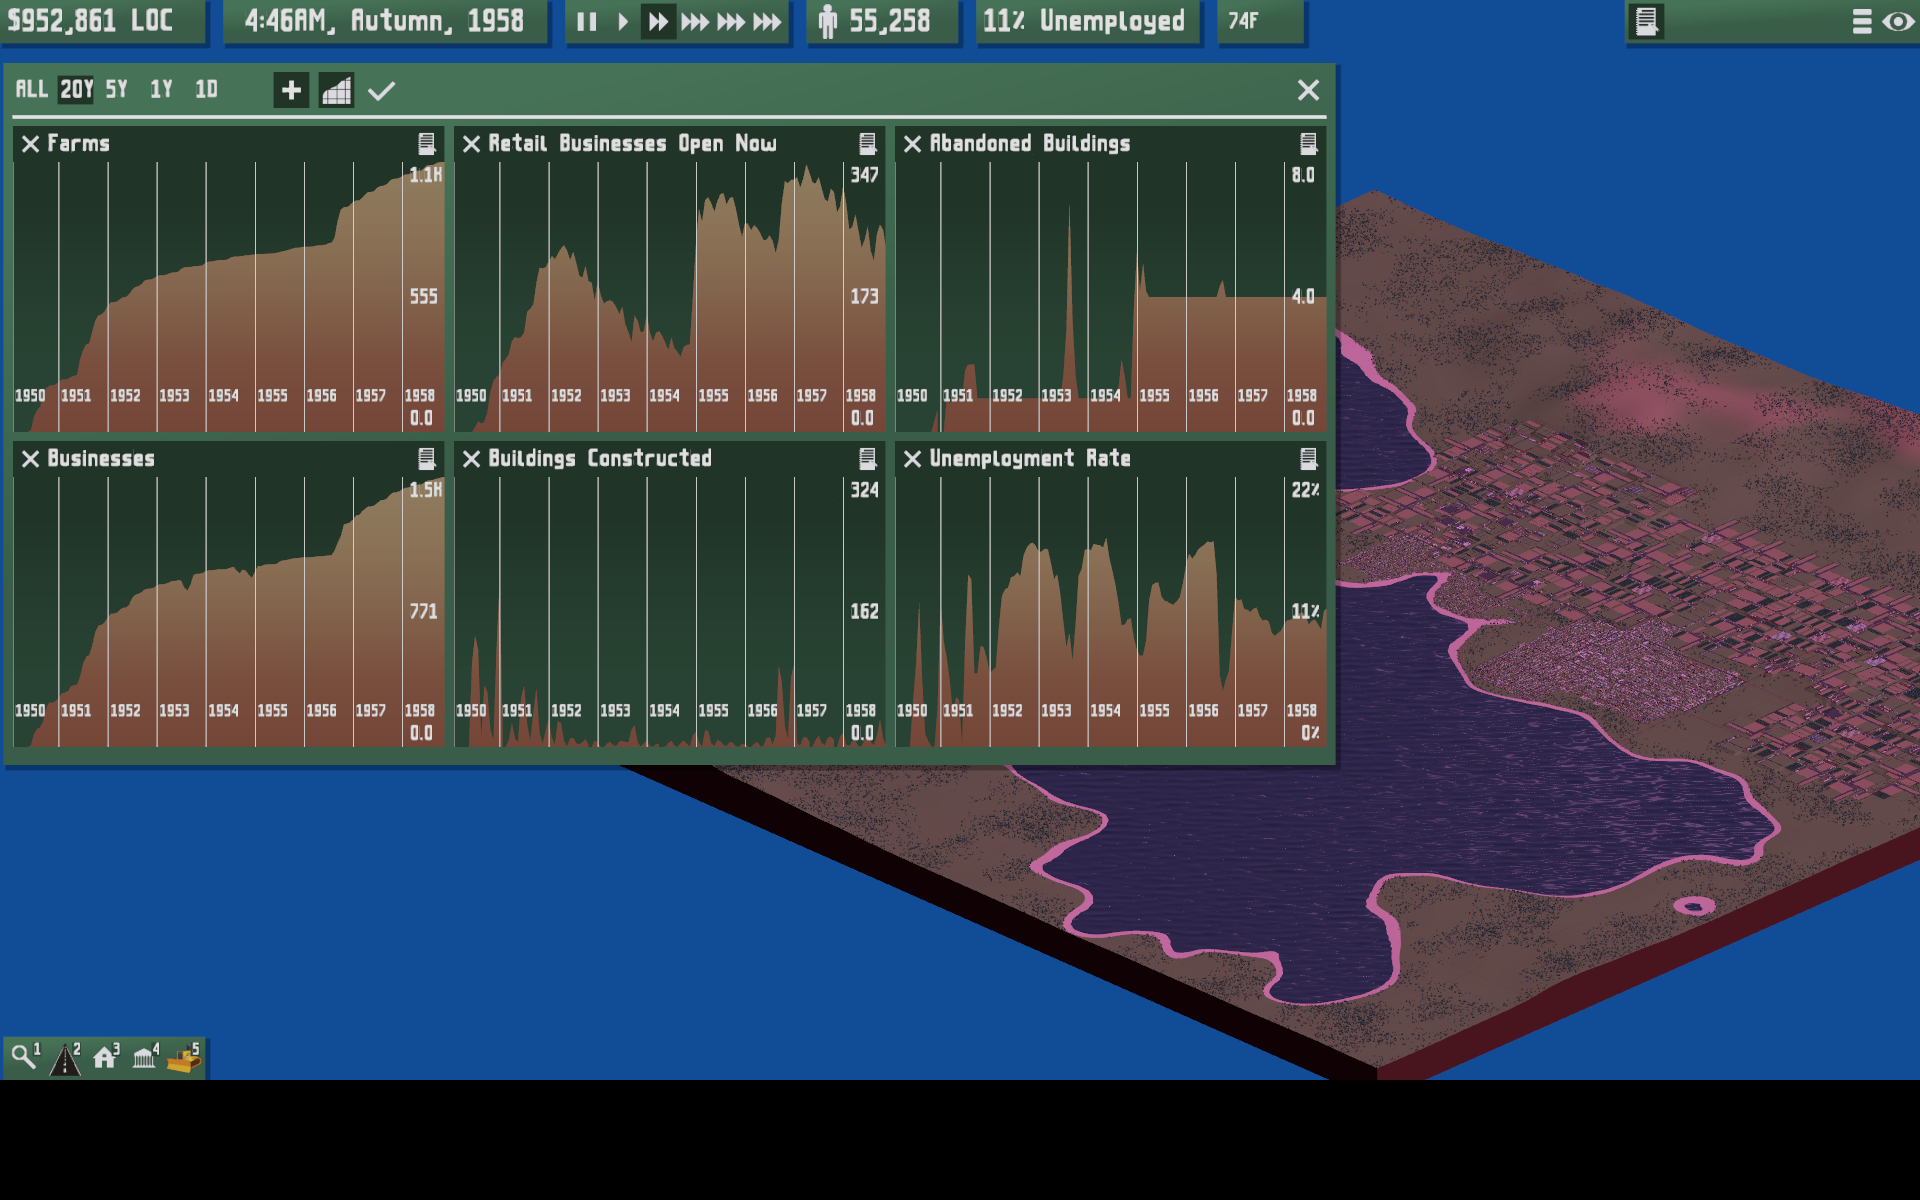 $952,861 LOC 4:46AM, Autumn, 1958 55,258 11% Unemployed 74F
ALL 20Y 5Y 1Y 1D
Farms
1.1K
555
1950 1951 1952 1953 1954 1955 1956 1957 1958
0.0
Retail Businesses Open Now
347
173
1950 1951 1952 1953 1954 1955 1956 1957 1958
0.0
Abandoned Buildings
8.0
4.0
1950 1951 1952 1953 1954 1955 1956 1957 1958
0.0
Businesses
1.5K
771
1950 1951 1952 1953 1954 1955 1956 1957 1958
0.0
Buildings Constructed
324
162
1950 1951 1952 1953 1954 1955 1956 1957 1958
0.0
Unemployment Rate
22%
11%
1950 1951 1952 1953 1954 1955 1956 1957 1958
0%
1 2 3 4 5